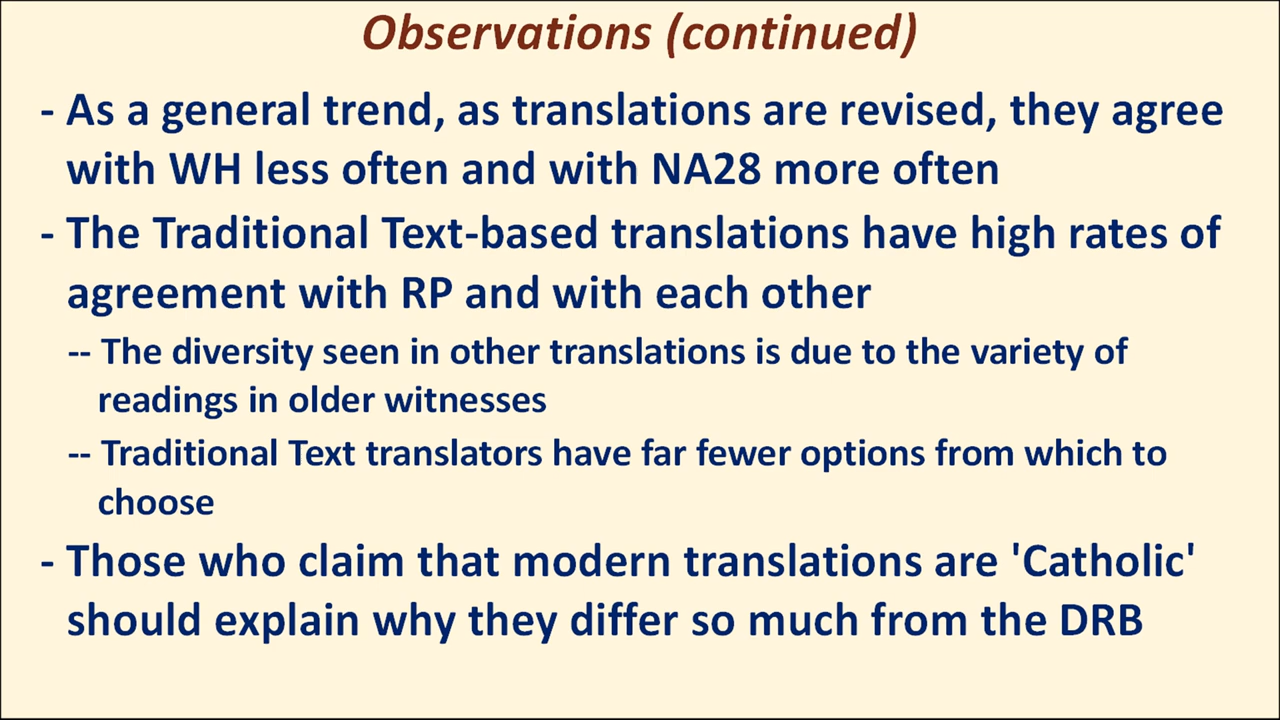 Observations (continued)
- As a general trend, as translations are revised, they agree
with WH less often and with NA28 more often
- The Traditional Text-based translations have high rates of
agreement with RP and with each other
-- The diversity seen in other translations is due to the variety of
readings in older witnesses
-- Traditional Text translators have far fewer options from which to
choose
- Those who claim that modern translations are 'Catholic'
should explain why they differ so much from the DRB